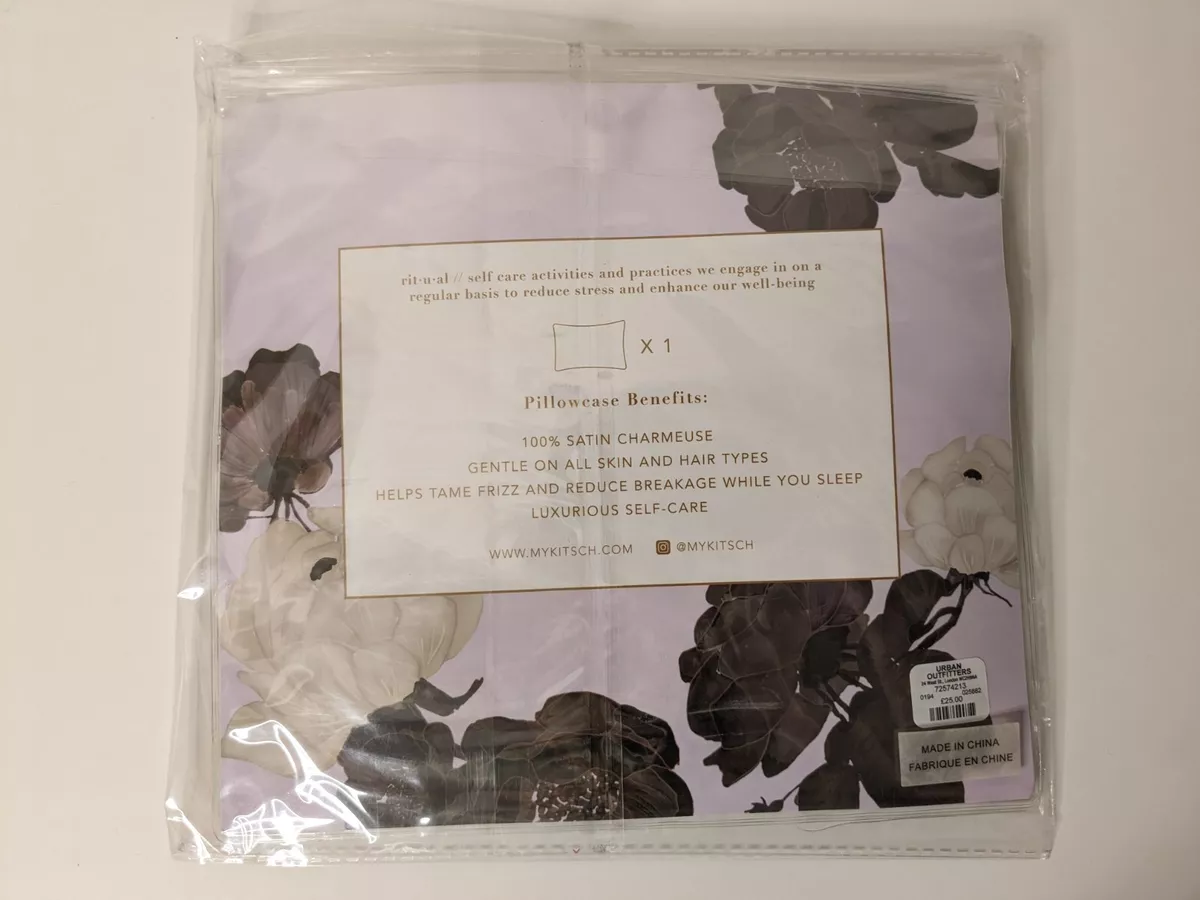 rit·u·al // self care activities and practices we engage in on a
regular basis to reduce stress and enhance our well-being
X 1
Pillowcase Benefits:
100% SATIN CHARMEUSE
GENTLE ON ALL SKIN AND HAIR TYPES
HELPS TAME FRIZZ AND REDUCE BREAKAGE WHILE YOU SLEEP
LUXURIOUS SELF-CARE
WWW.MYKITSCH.COM @MYKITSCH
URBAN
OUTFITTERS
London
72574213
0194 025882
£25.00
MADE IN CHINA
FABRIQUE EN CHINE